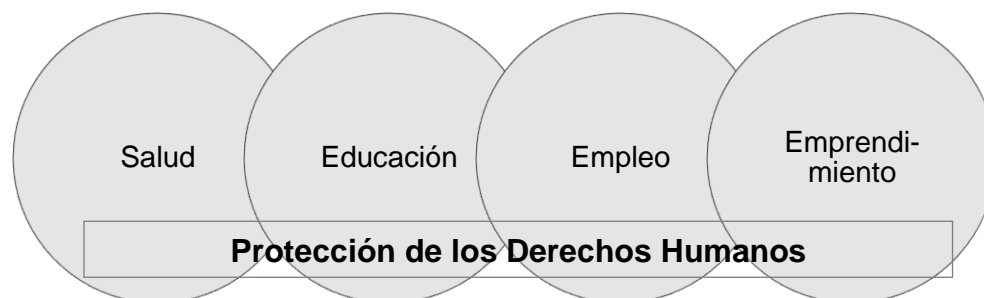 Salud
Educación
Empleo
Emprendi-
miento
Protección de los Derechos Humanos